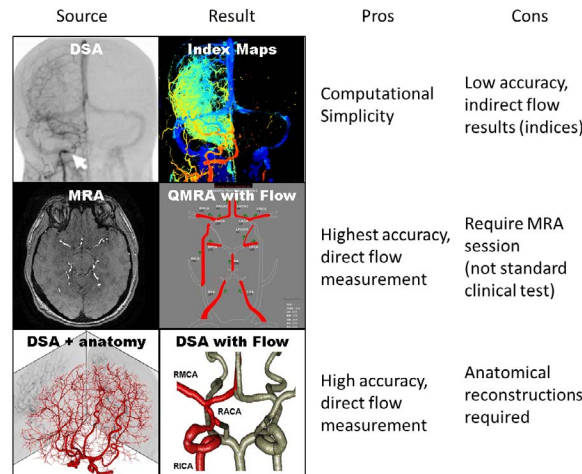 Source Result Pros Cons
DSA Index Maps
Computational
Simplicity
Low accuracy,
indirect flow
results (indices)
MRA QMRA with Flow
Highest accuracy,
direct flow
measurement
Require MRA
session
(not standard
clinical test)
DSA + anatomy DSA with Flow
RMCA
RACA
RICA
High accuracy,
direct flow
measurement
Anatomical
reconstructions
required